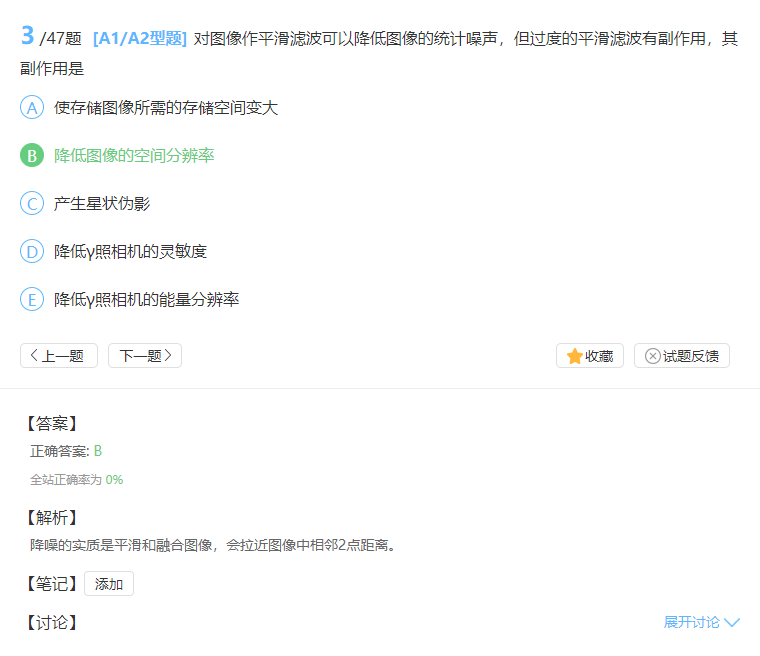 3 /47题 [A1/A2型题] 对图像作平滑滤波可以降低图像的统计噪声，但过度的平滑滤波有副作用，其
副作用是
A 使存储图像所需的存储空间变大
B 降低图像的空间分辨率
C 产生星状伪影
D 降低γ照相机的灵敏度
E 降低γ照相机的能量分辨率
上一题 下一题 收藏 试题反馈
【答案】
正确答案: B
全站正确率为 0%
【解析】
降噪的实质是平滑和融合图像，会拉近图像中相邻2点距离。
【笔记】 添加
【讨论】 展开讨论